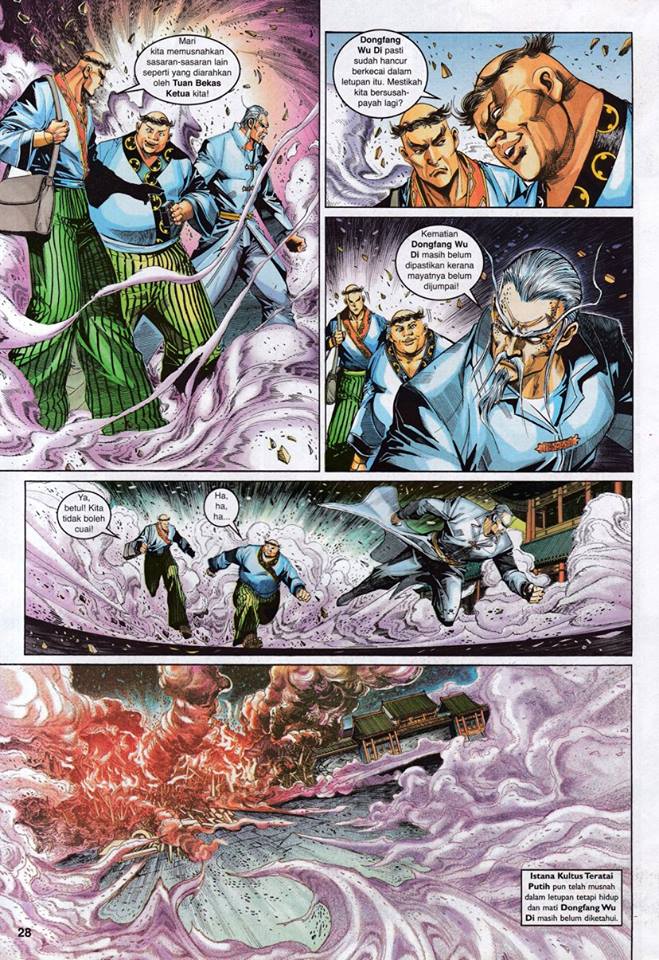 Mari
kita memusnahkan
sasaran-sasaran lain
seperti yang diarahkan
oleh Tuan Bekas
Ketua kita!
Dongfang
Wu Di pasti
sudah hancur
berkecai dalam
letupan itu. Mestikah
kita bersusah-
payah lagi?
Kematian
Dongfang Wu
Di masih belum
dipastikan kerana
mayatnya belum
dijumpai!
Ya,
betul! Kita
tidak boleh
cuai!
Ha,
ha,
ha...
Istana Kultus Teratai
Putih pun telah musnah
dalam letupan tetapi hidup
dan mati Dongfang Wu
Di masih belum diketahui.
28